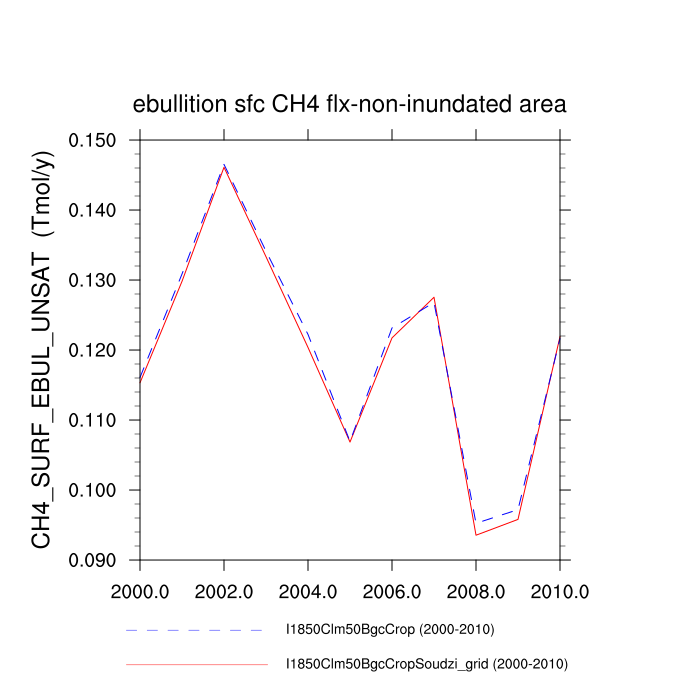 ebullition sfc CH4 flx-non-inundated area
CH4_SURF_EBUL_UNSAT (Tmol/y)
0.150
0.140
0.130
0.120
0.110
0.100
0.090
2000.0 2002.0 2004.0 2006.0 2008.0 2010.0
I1850Clm50BgcCrop (2000-2010)
I1850Clm50BgcCropSoudzi_grid (2000-2010)